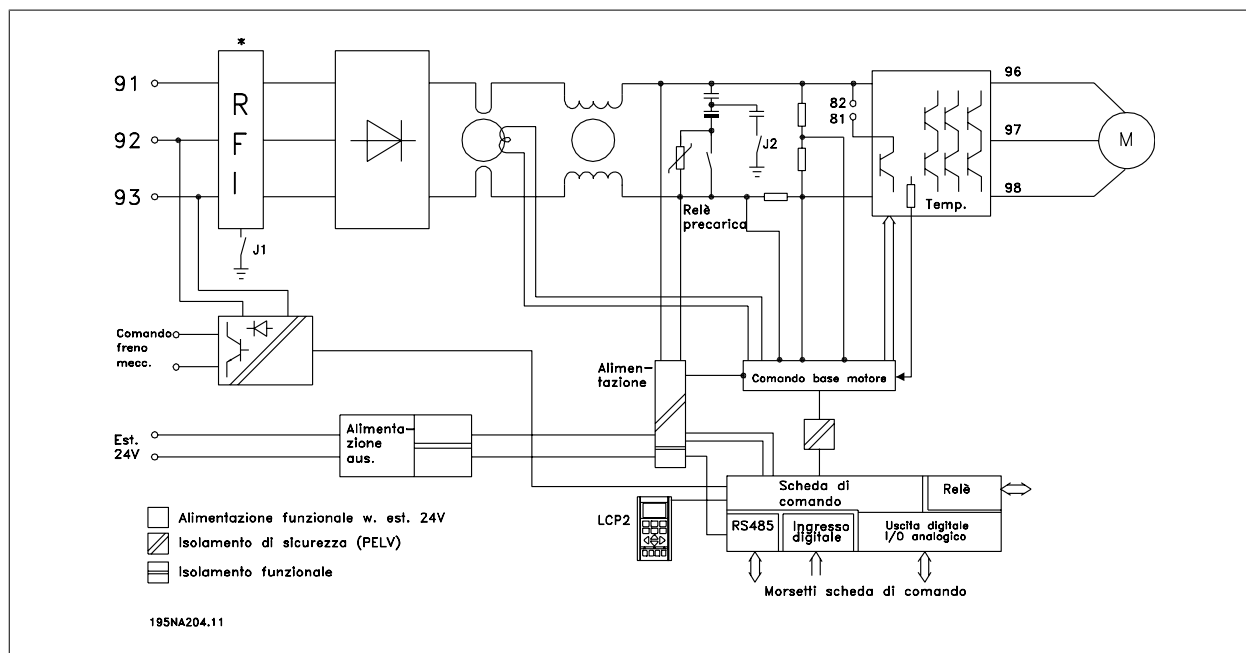 *
91
92
93
R
F
I
J1
82
81
J2
Relè
precarica
Temp.
96
97
98
M
Comando
freno
mecc.
Alimen-
tazione
Comando base motore
Est.
24V
Alimenta-
zione
aus.
Scheda di
comando
Relè
LCP2
RS485
Ingresso
digitale
Uscita digitale
I/O analogico
Morsetti scheda di comando
Alimentazione funzionale w. est. 24V
Isolamento di sicurezza (PELV)
Isolamento funzionale
195NA204.11